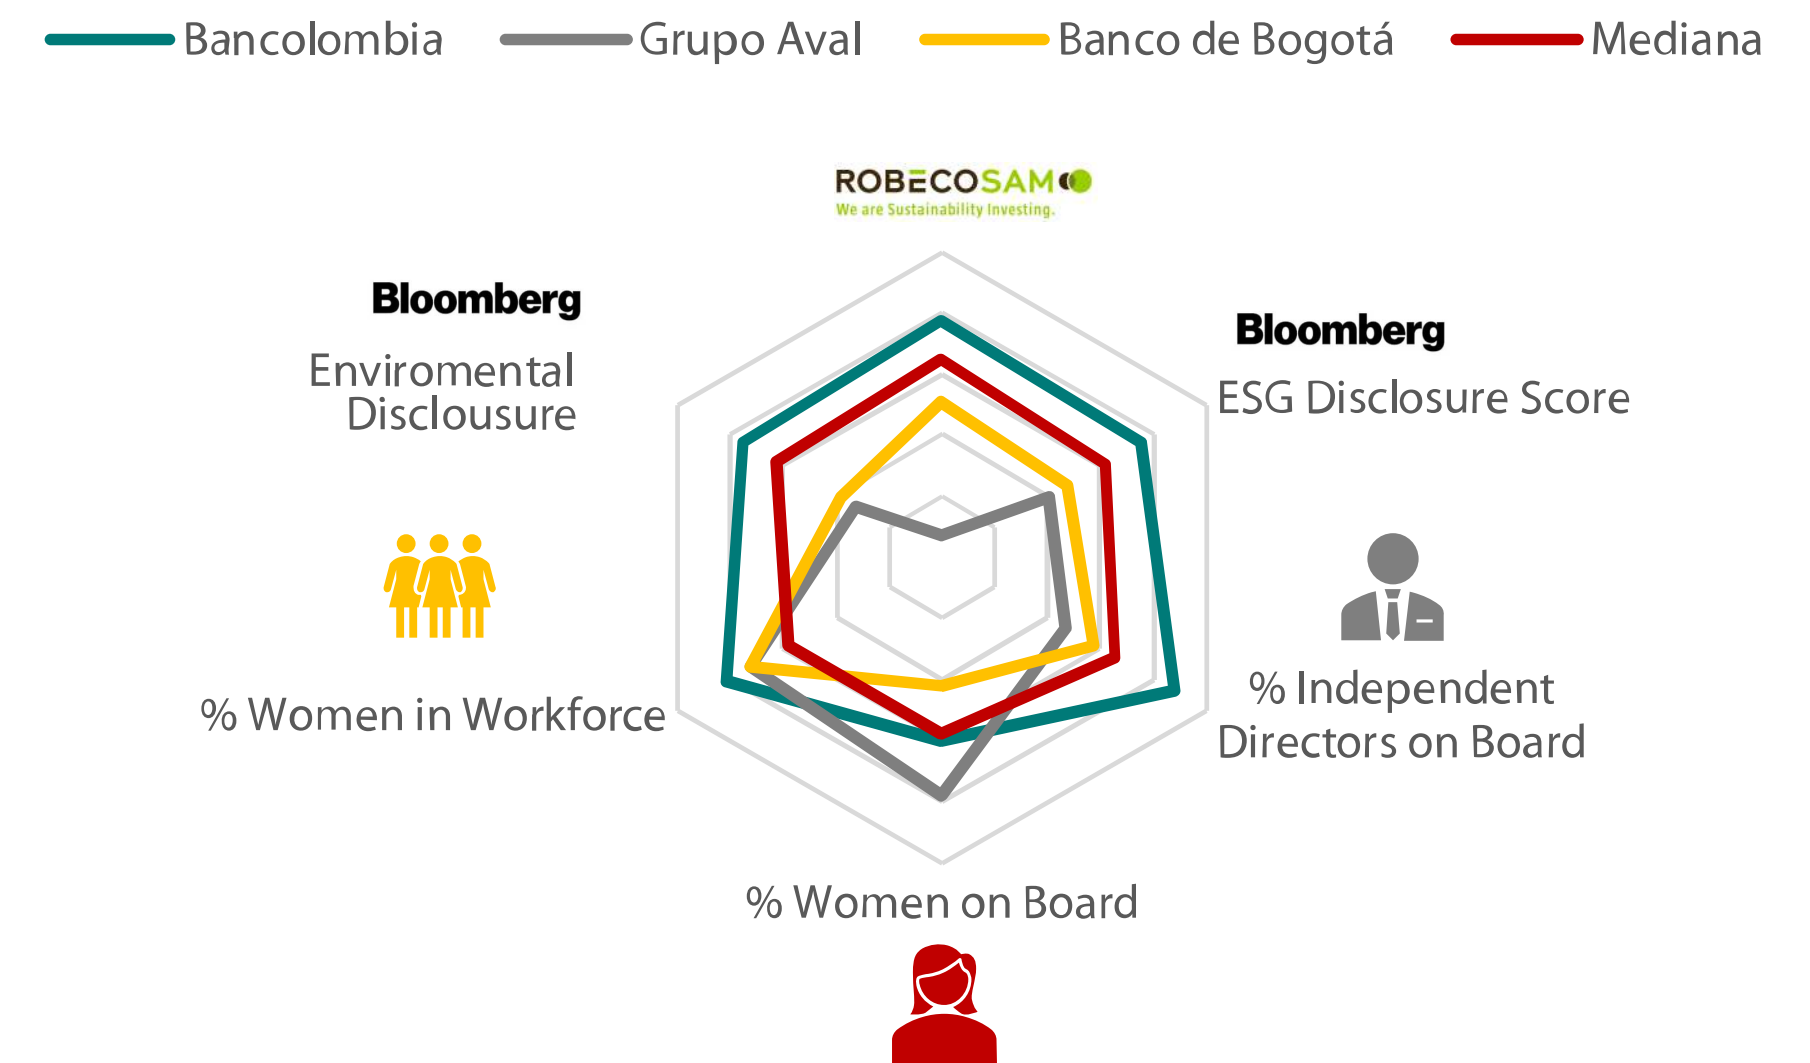 Bancolombia
Grupo Aval
Banco de Bogotá
Mediana
ROBECOSAM
We are Sustainability Investing.
Bloomberg
Enviromental
Disclousure
Bloomberg
ESG Disclosure Score
% Women in Workforce
% Independent
Directors on Board
% Women on Board